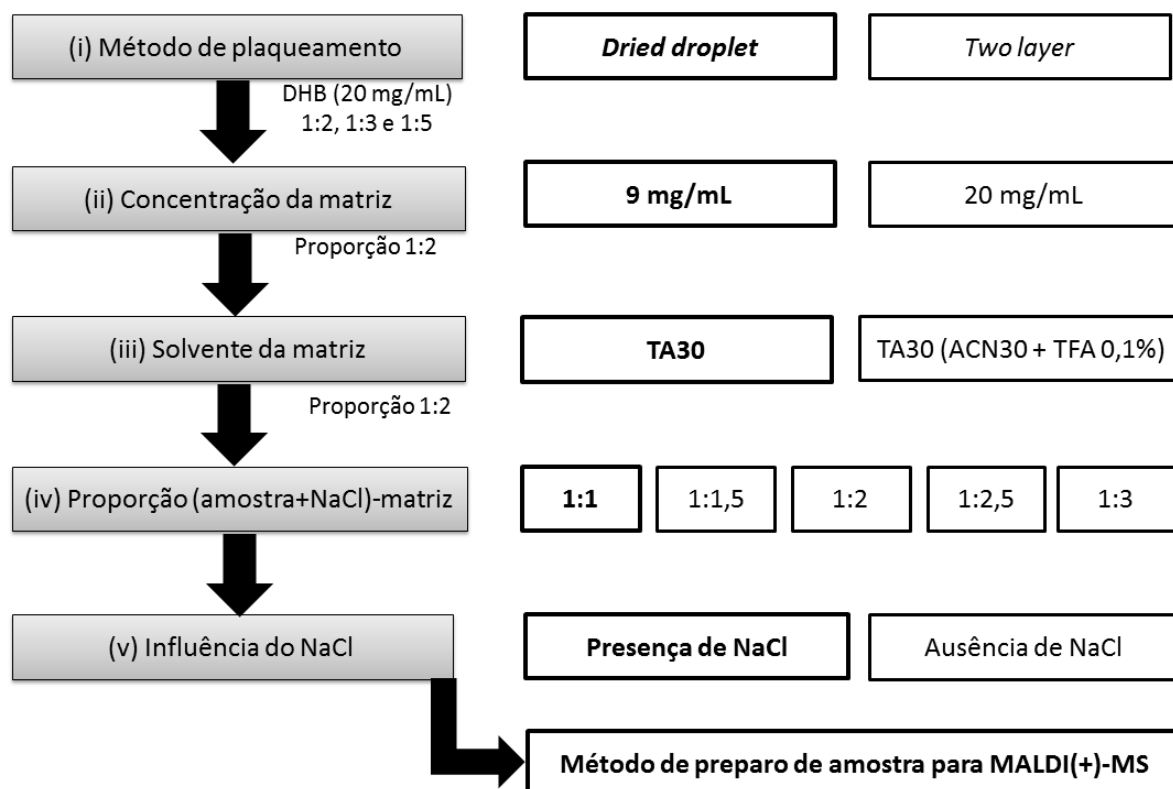 (i) Método de plaqueamento
Dried droplet
Two layer
DHB (20 mg/mL)
1:2, 1:3 e 1:5
(ii) Concentração da matriz
9 mg/mL
20 mg/mL
Proporção 1:2
(iii) Solvente da matriz
TA30
TA30 (ACN30 + TFA 0,1%)
Proporção 1:2
(iv) Proporção (amostra+NaCl)-matriz
1:1
1:1,5
1:2
1:2,5
1:3
(v) Influência do NaCl
Presença de NaCl
Ausência de NaCl
Método de preparo de amostra para MALDI(+)-MS